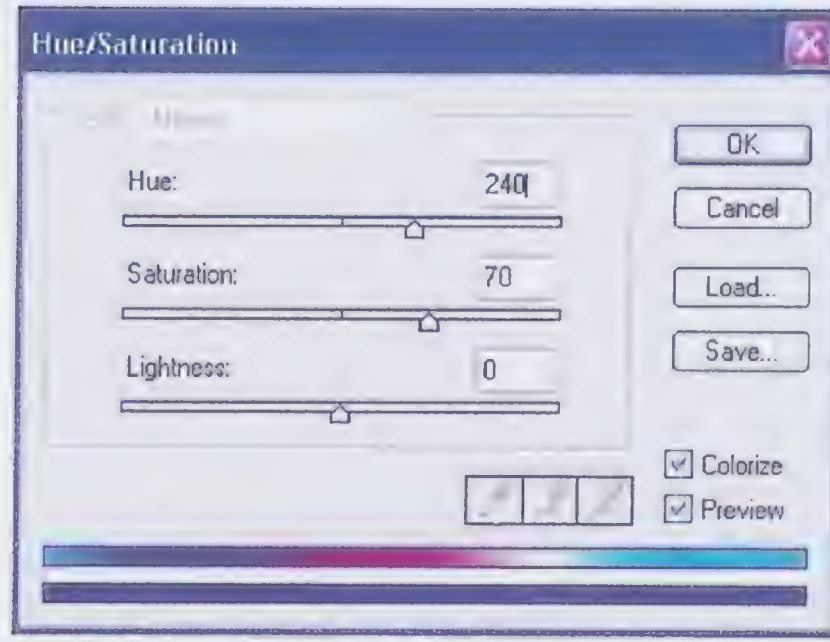 Hue/Saturation
OK
Hue: 240
Cancel
Saturation: 70
Load...
Save...
Lightness: 0
Colorize
Preview